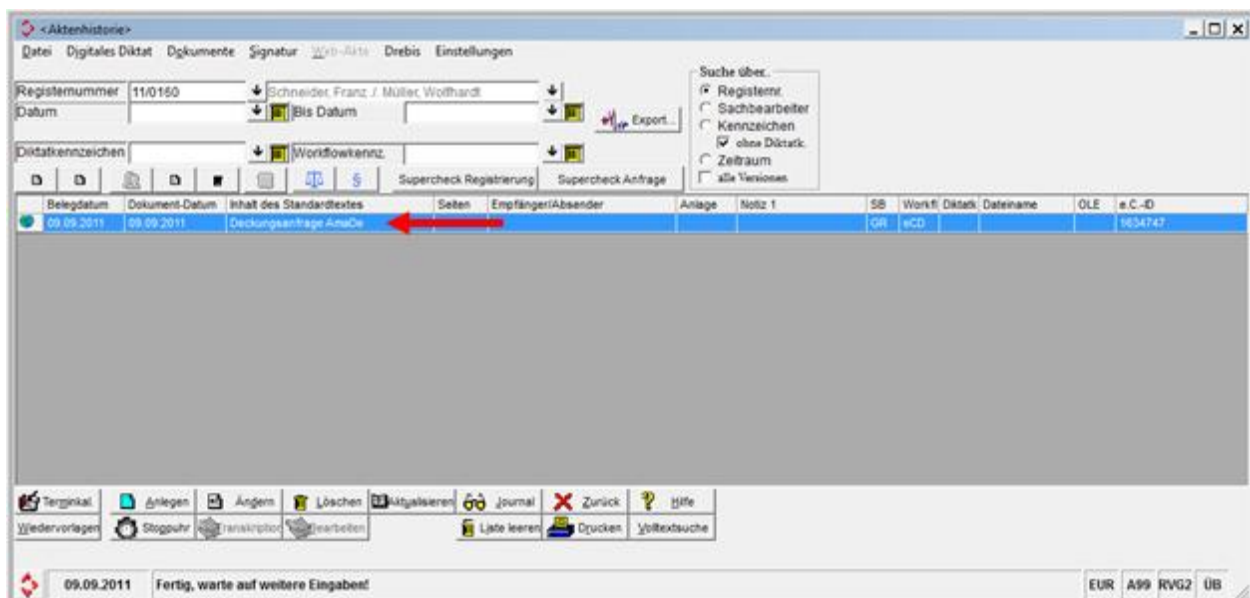 <Aktenhistorie>
Datei Digitales Diktat Dokumente Signatur Web-Akte Drebis Einstellungen
Suche über..
Registernummer 11/0160 Schneider, Franz ./. Müller, Wolfhardt
Registernr.
Datum Bis Datum
Sachbearbeiter
Export...
Kennzeichen
ohne Diktatk.
Diktatkennzeichen Workflowkennz.
Zeitraum
alle Versionen
§ Supercheck Registrierung Supercheck Anfrage
Belegdatum Dokument-Datum Inhalt des Standardtextes Seiten Empfänger/Absender Anlage Notiz 1 SB Workfl Diktatk Dateiname OLE e.C.-ID
09.09.2011 09.09.2011 Deckungsanfrage AmaDe GR eCD 1634747
Terminkal. Anlegen Ändern Löschen Aktualisieren Journal Zurück Hilfe
Wiedervorlagen Stoppuhr Transkription Bearbeiten Liste leeren Drucken Volltextsuche
09.09.2011 Fertig, warte auf weitere Eingaben! EUR A99 RVG2 ÜB